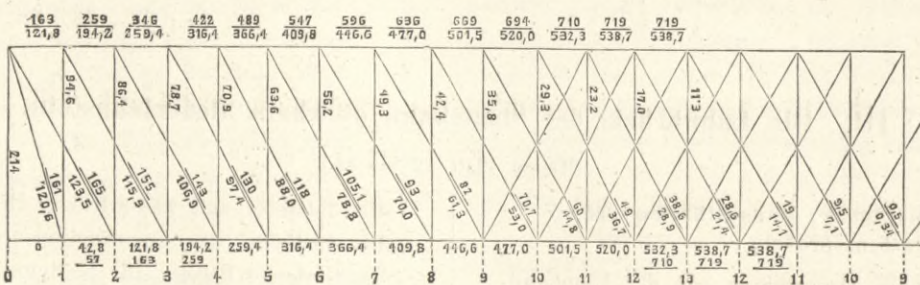 163 259 346 422 489 547 596 636 669 694 710 719 719
121,8 194,2 259,4 316,4 366,4 409,8 446,6 477,0 501,5 520,0 532,3 538,7 538,7
94,6 86,4 78,7 70,9 63,6 56,2 49,3 42,4 35,8 29,3 23,2 17,0 11,3
214
161 165 155 143 130 118 105,1 93 82 70,7 60 49 38,6 28,6 19 9,5 0,5
120,6 123,5 115,9 106,9 97,4 88,0 78,8 70,0 61,3 53,0 44,8 36,7 28,9 21,4 14,1 7,1 0,34
0 42,8 121,8 194,2 259,4 316,4 366,4 409,8 446,6 477,0 501,5 520,0 532,3 538,7 538,7
57 163 259 710 719 719
0 1 2 3 4 5 6 7 8 9 10 11 12 13 12 11 10 9